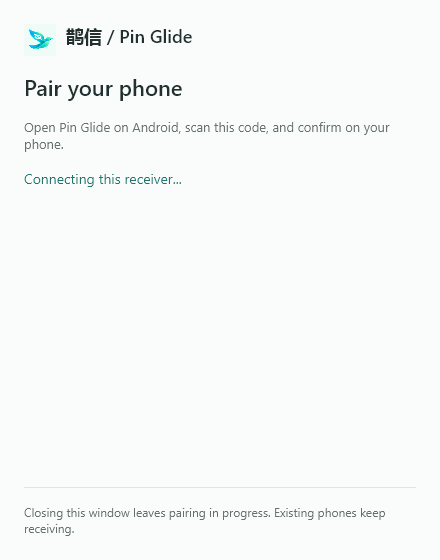 鹊信 / Pin Glide
Pair your phone
Open Pin Glide on Android, scan this code, and confirm on your
phone.
Connecting this receiver...
Closing this window leaves pairing in progress. Existing phones keep
receiving.